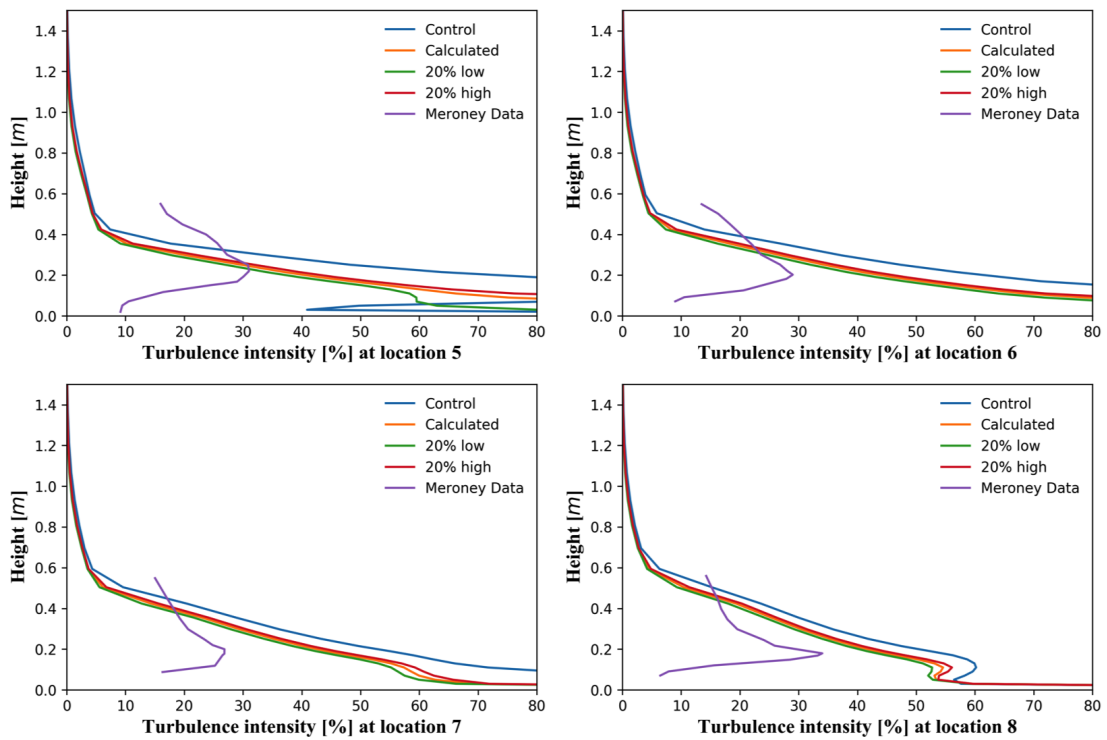 1.4
1.2
1.0
0.8
0.6
0.4
0.2
0.0
Height [m]
Control
Calculated
20% low
20% high
Meroney Data
0 10 20 30 40 50 60 70 80
Turbulence intensity [%] at location 5
1.4
1.2
1.0
0.8
0.6
0.4
0.2
0.0
Height [m]
Control
Calculated
20% low
20% high
Meroney Data
0 10 20 30 40 50 60 70 80
Turbulence intensity [%] at location 6
1.4
1.2
1.0
0.8
0.6
0.4
0.2
0.0
Height [m]
Control
Calculated
20% low
20% high
Meroney Data
0 10 20 30 40 50 60 70 80
Turbulence intensity [%] at location 7
1.4
1.2
1.0
0.8
0.6
0.4
0.2
0.0
Height [m]
Control
Calculated
20% low
20% high
Meroney Data
0 10 20 30 40 50 60 70 80
Turbulence intensity [%] at location 8